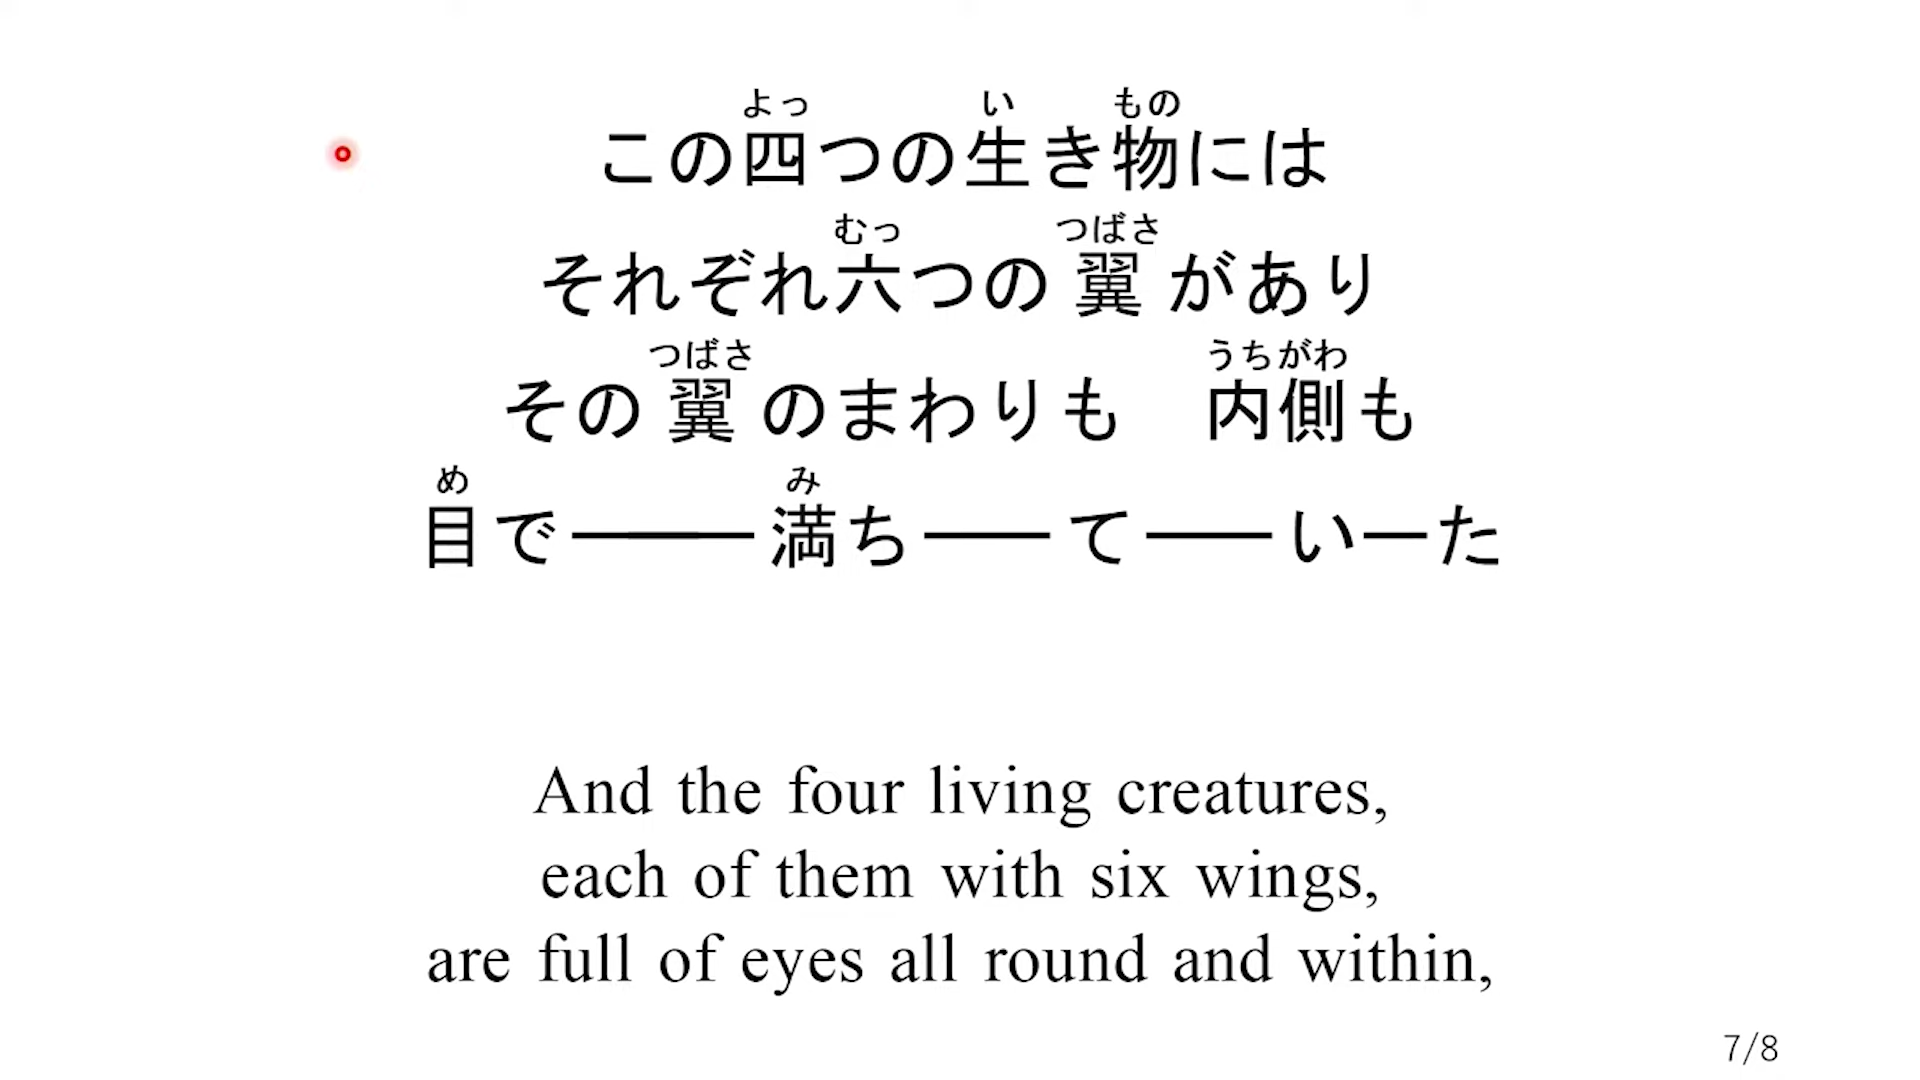 よっ い もの
この四つの生き物には
むっ つばさ
それぞれ六つの翼があり
つばさ うちがわ
その翼のまわりも　内側も
め み
目で―――満ち――て――い―た
And the four living creatures,
each of them with six wings,
are full of eyes all round and within,
7/8